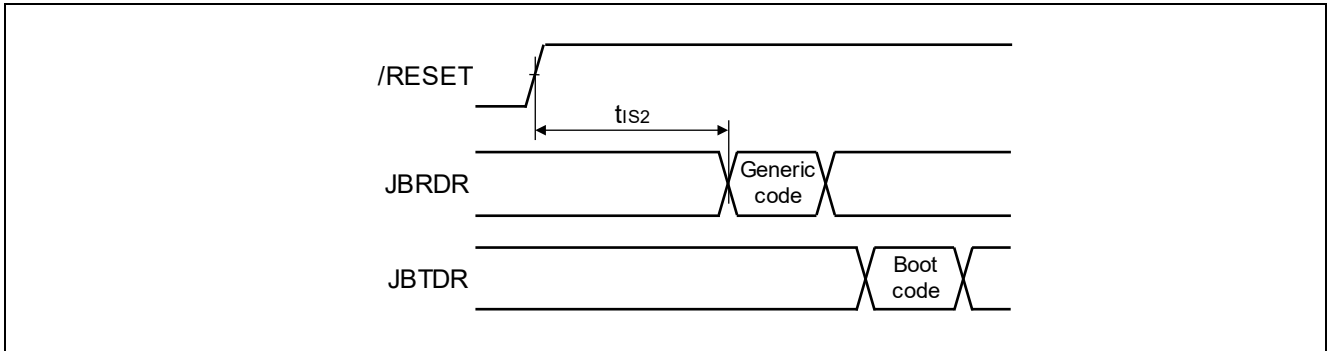 /RESET
tIS2
JBRDR
Generic
code
JBTDR
Boot
code